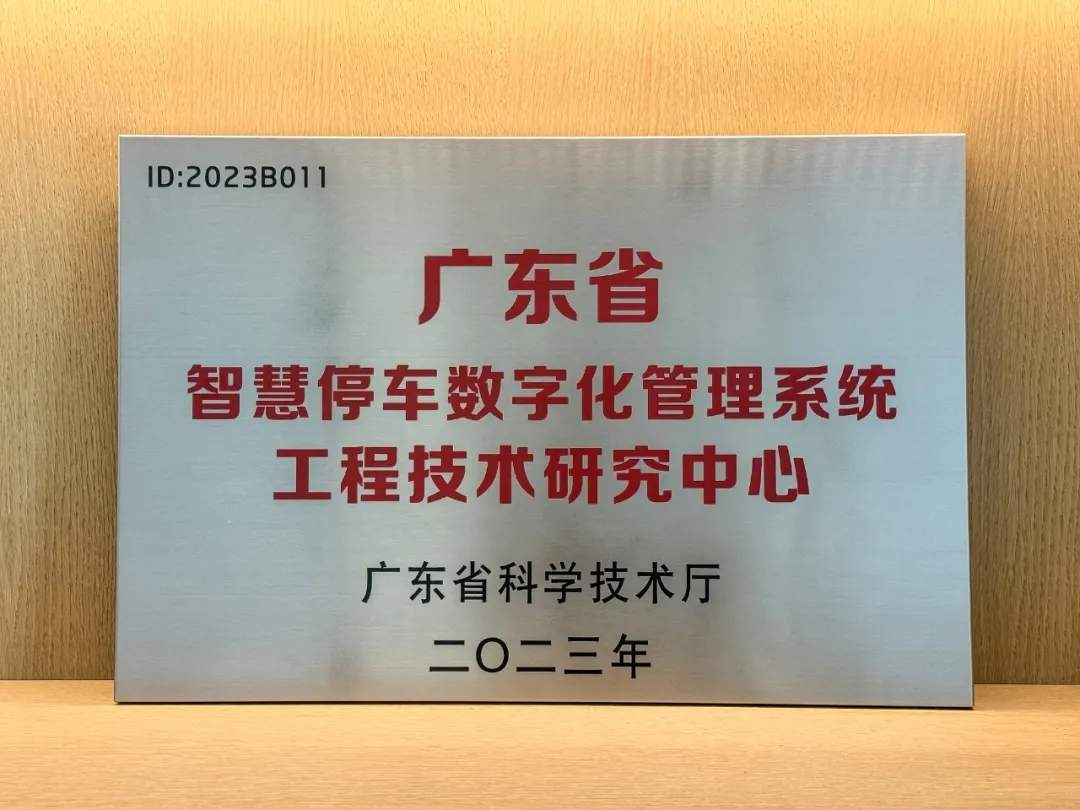 ID:2023B011
广东省
智慧停车数字化管理系统
工程技术研究中心
广东省科学技术厅
二〇二三年